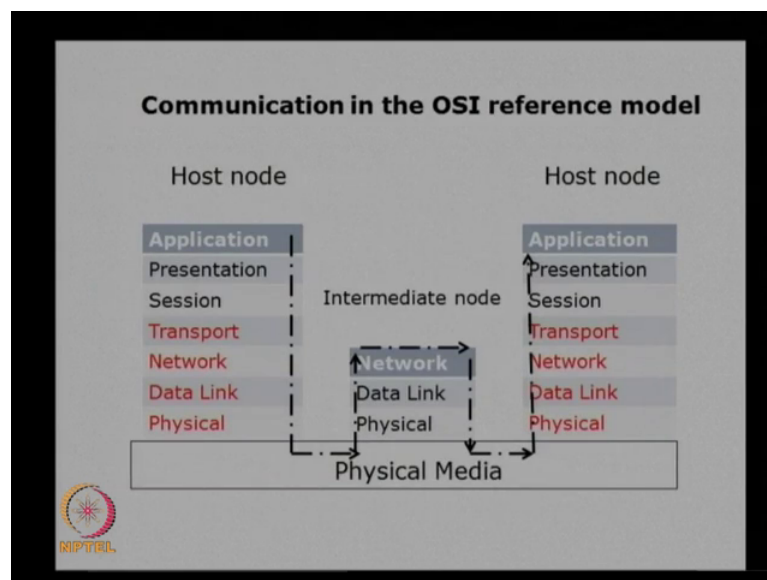 Communication in the OSI reference model
Host node
Host node
Application
Presentation
Session
Transport
Network
Data Link
Physical
Intermediate node
Network
Data Link
Physical
Application
Presentation
Session
Transport
Network
Data Link
Physical
Physical Media
NPTEL